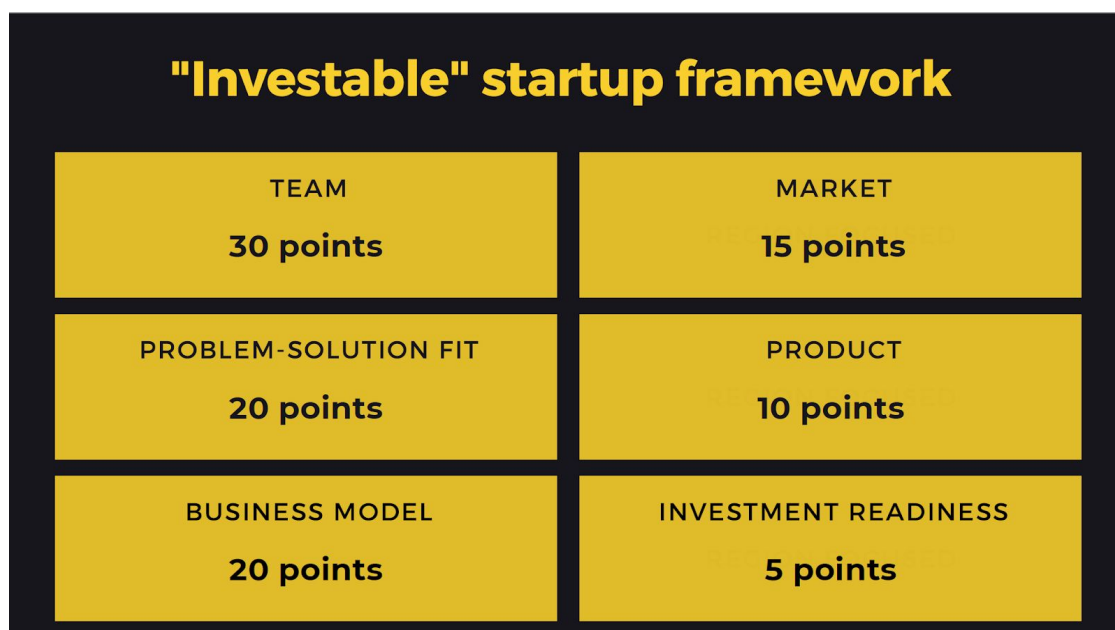 "Investable" startup framework
TEAM
30 points
MARKET
15 points
PROBLEM-SOLUTION FIT
20 points
PRODUCT
10 points
BUSINESS MODEL
20 points
INVESTMENT READINESS
5 points